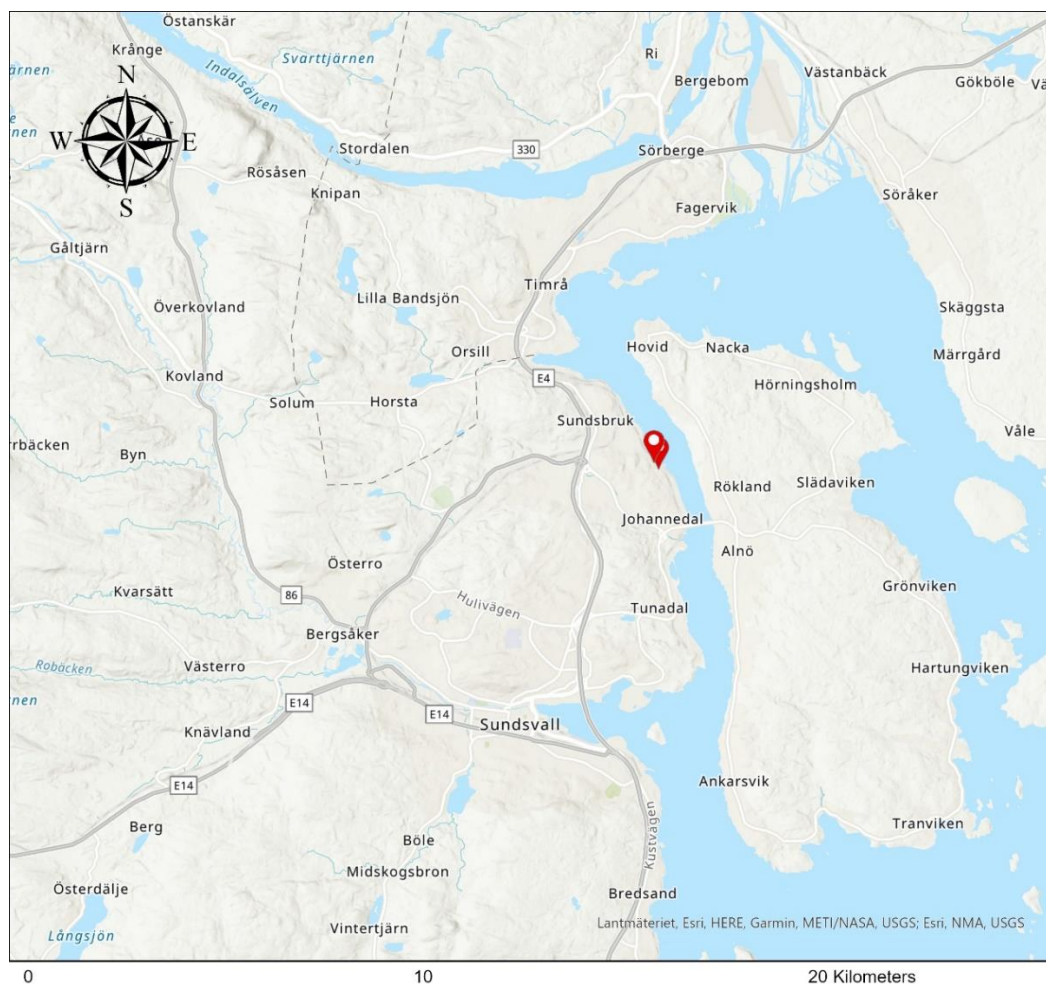 Östanskär
Krånge
Svarttjärnen
Ri
Bergebom
Västanbäck
Gökböle
Indalsälven
N
W
E
S
Stordalen
330
Sörberge
Rösåsen
Knipan
Söråker
Fagervik
Gåltjärn
Timrå
Överkovland
Lilla Bandsjön
Skäggsta
Hovid
Nacka
Orsill
Märrgård
Kovland
E4
Hörningsholm
Solum
Horsta
Sundsbruk
Våle
Byn
Rökland
Slädaviken
Johannedal
Alnö
Österro
Grönviken
Kvarsätt
86
Hulivägen
Tunadal
Bergsåker
Västerro
Robäcken
Hartungviken
E14
E14
Knävland
Sundsvall
E14
Ankarsvik
Kustvägen
Berg
Böle
Tranviken
Midskogsbron
Österdälje
Bredsand
Vintertjärn
Långsjön
Lantmäteriet, Esri, HERE, Garmin, METI/NASA, USGS; Esri, NMA, USGS
0 10 20 Kilometers